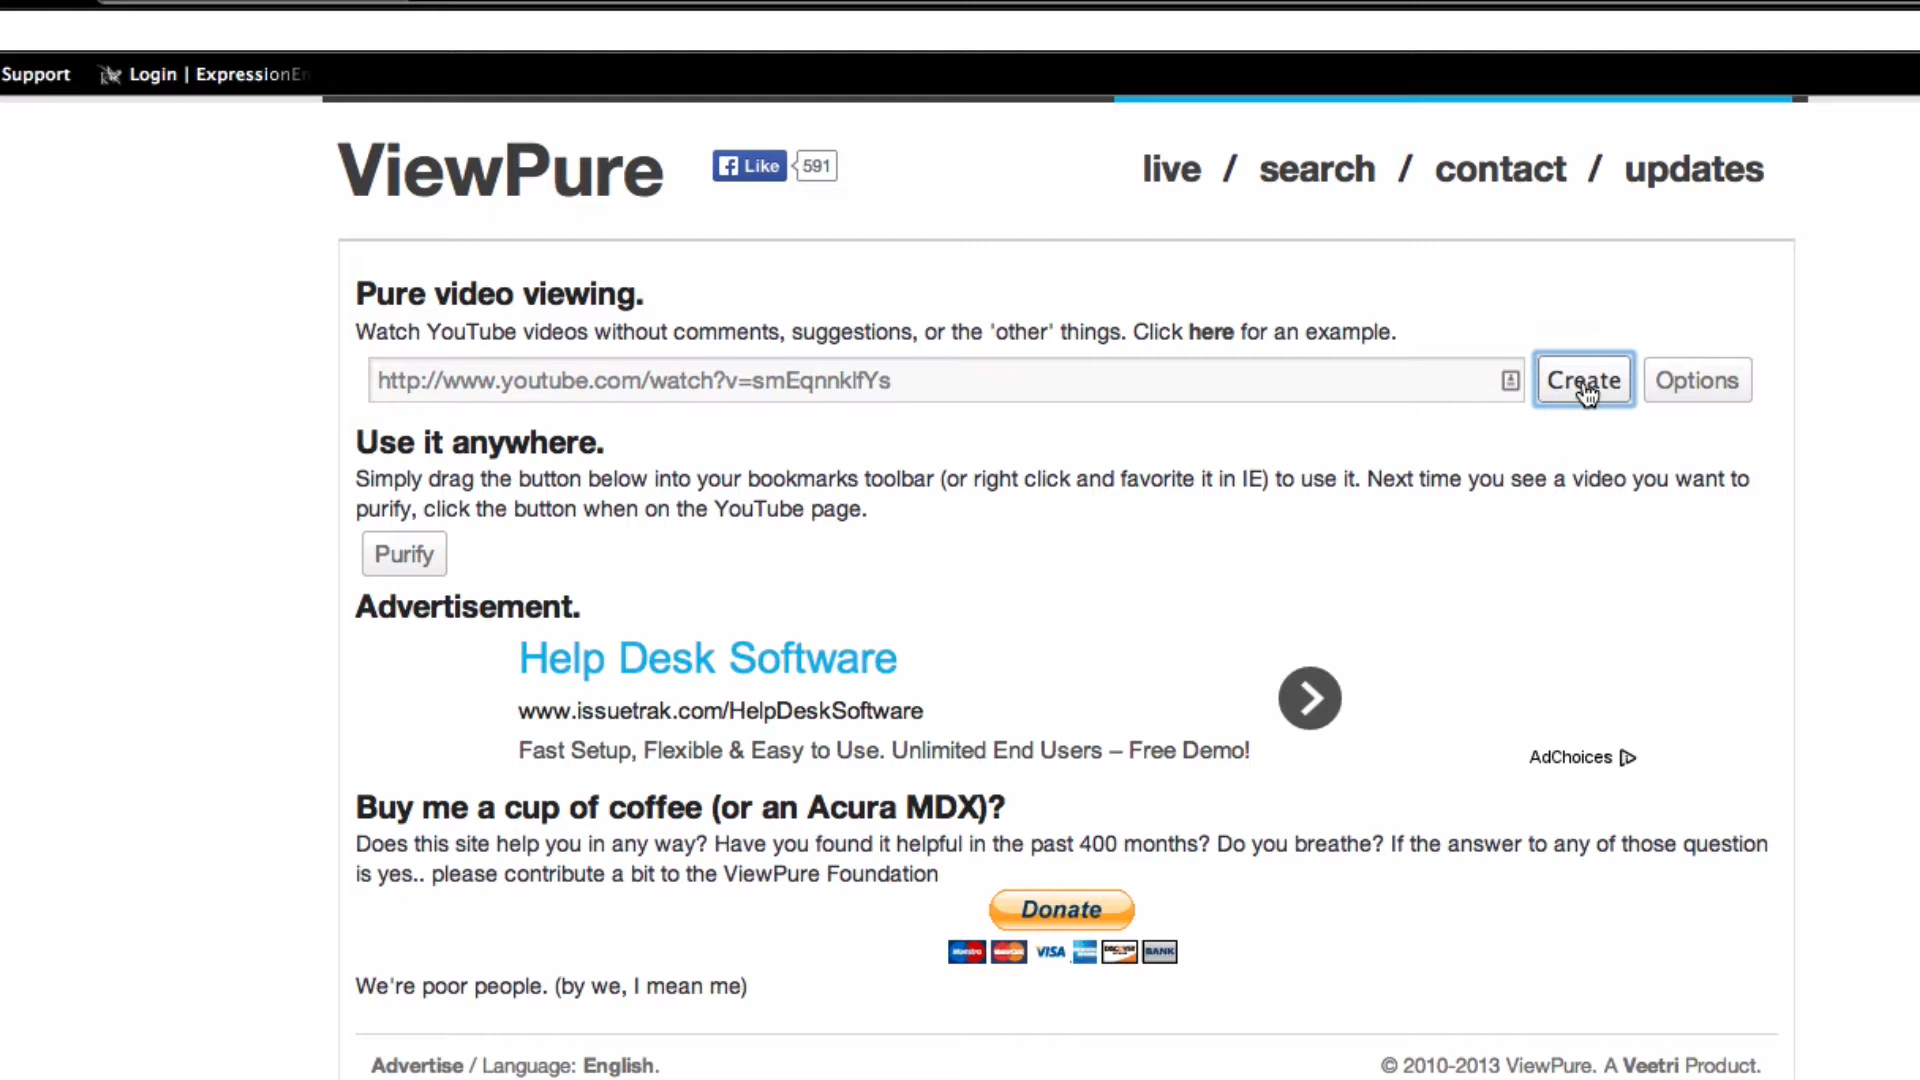 Support Login | ExpressionEn
ViewPure Like 591 live / search / contact / updates
Pure video viewing.
Watch YouTube videos without comments, suggestions, or the 'other' things. Click here for an example.
http://www.youtube.com/watch?v=smEqnnklfYs Create Options
Use it anywhere.
Simply drag the button below into your bookmarks toolbar (or right click and favorite it in IE) to use it. Next time you see a video you want to
purify, click the button when on the YouTube page.
Purify
Advertisement.
Help Desk Software
www.issuetrak.com/HelpDeskSoftware
Fast Setup, Flexible & Easy to Use. Unlimited End Users – Free Demo!
AdChoices
Buy me a cup of coffee (or an Acura MDX)?
Does this site help you in any way? Have you found it helpful in the past 400 months? Do you breathe? If the answer to any of those question
is yes.. please contribute a bit to the ViewPure Foundation
Donate
Maestro VISA DISCOVER BANK
We're poor people. (by we, I mean me)
Advertise / Language: English. © 2010-2013 ViewPure. A Veetri Product.